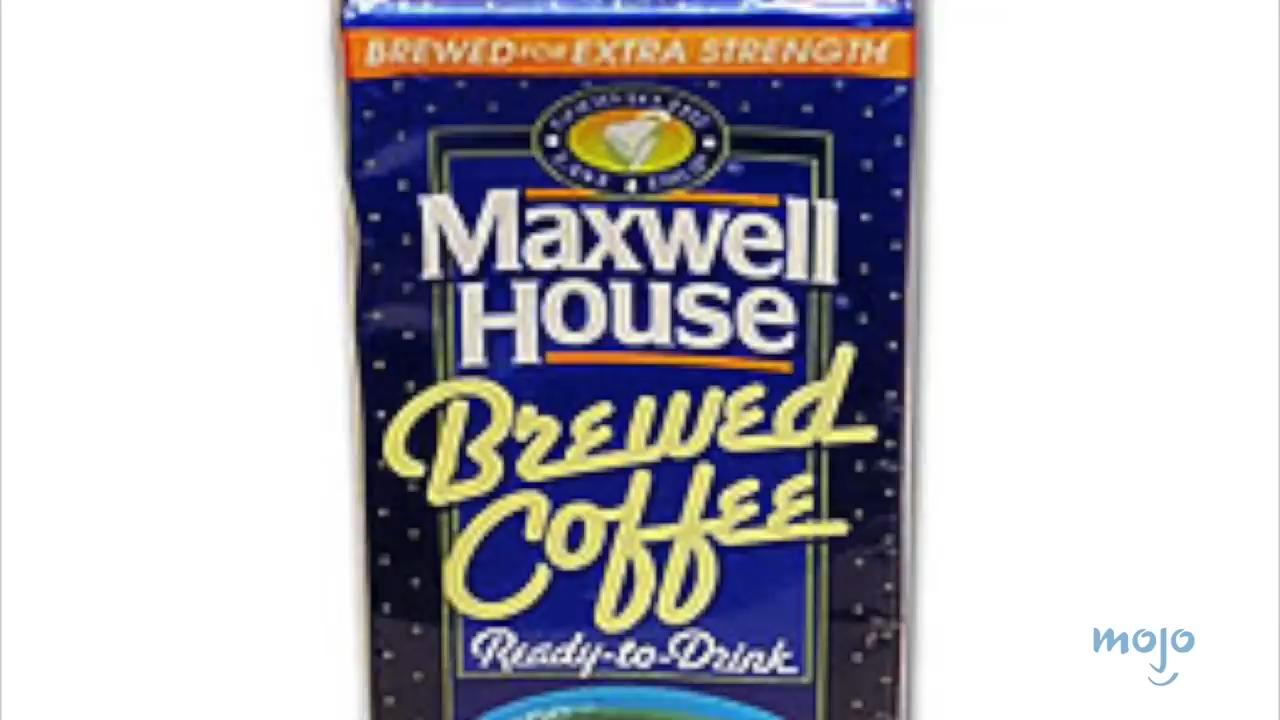 BREWED FOR EXTRA STRENGTH
Maxwell
House
Brewed
Coffee
Ready-to-Drink
mojo